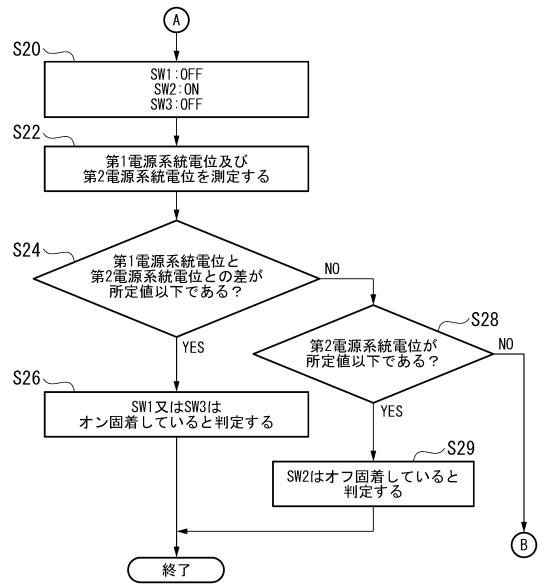 A
S20
SW1:OFF
SW2:ON
SW3:OFF
S22
第1電源系統電位及び
第2電源系統電位を測定する
S24
第1電源系統電位と
第2電源系統電位との差が
所定値以下である？
NO
YES
S28
第2電源系統電位が
所定値以下である？
NO
YES
S26
SW1又はSW3は
オン固着していると判定する
S29
SW2はオフ固着していると
判定する
B
終了